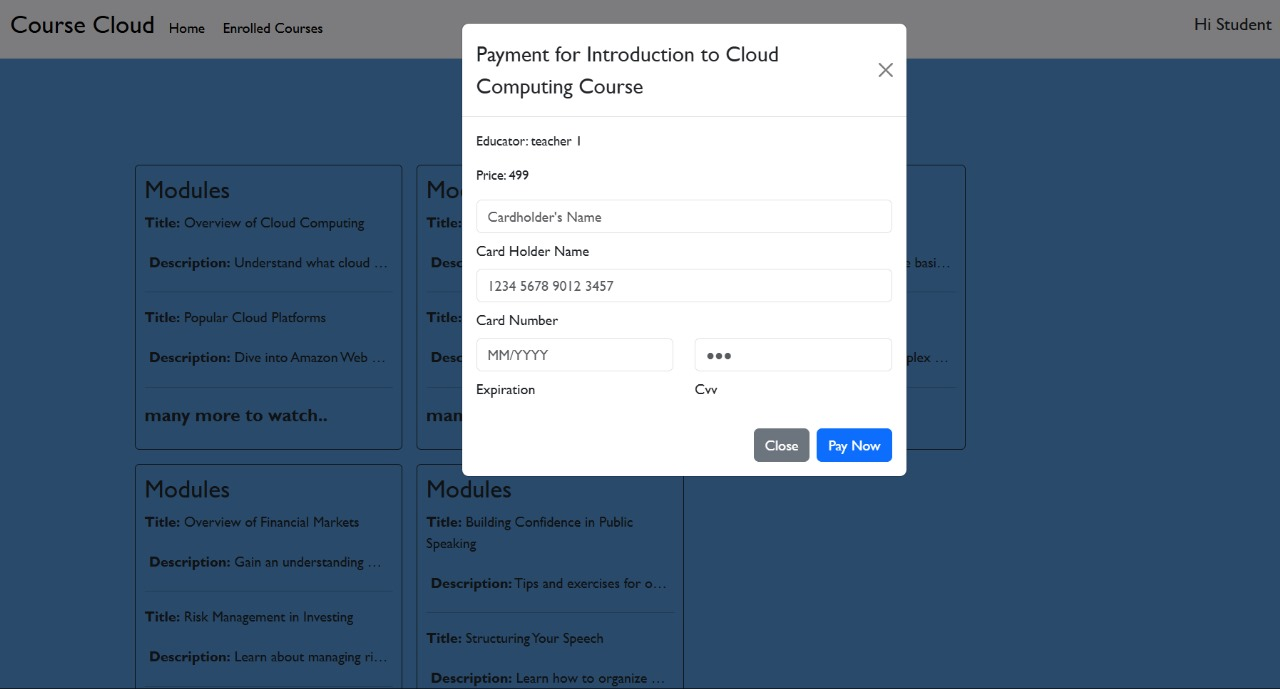 Course Cloud Home Enrolled Courses
Hi Student
Payment for Introduction to Cloud
Computing Course
Educator: teacher 1
Price: 499
Cardholder's Name
Card Holder Name
1234 5678 9012 3457
Card Number
MM/YYYY
●●●
Expiration
Cvv
Close
Pay Now
Modules
Title: Overview of Cloud Computing
Description: Understand what cloud ...
Title: Popular Cloud Platforms
Description: Dive into Amazon Web ...
many more to watch..
Title:
Title:
Modules
Title: Overview of Financial Markets
Description: Gain an understanding ...
Title: Risk Management in Investing
Description: Learn about managing ri...
Modules
Title: Building Confidence in Public
Speaking
Description: Tips and exercises for o...
Title: Structuring Your Speech
Description: Learn how to organize ...